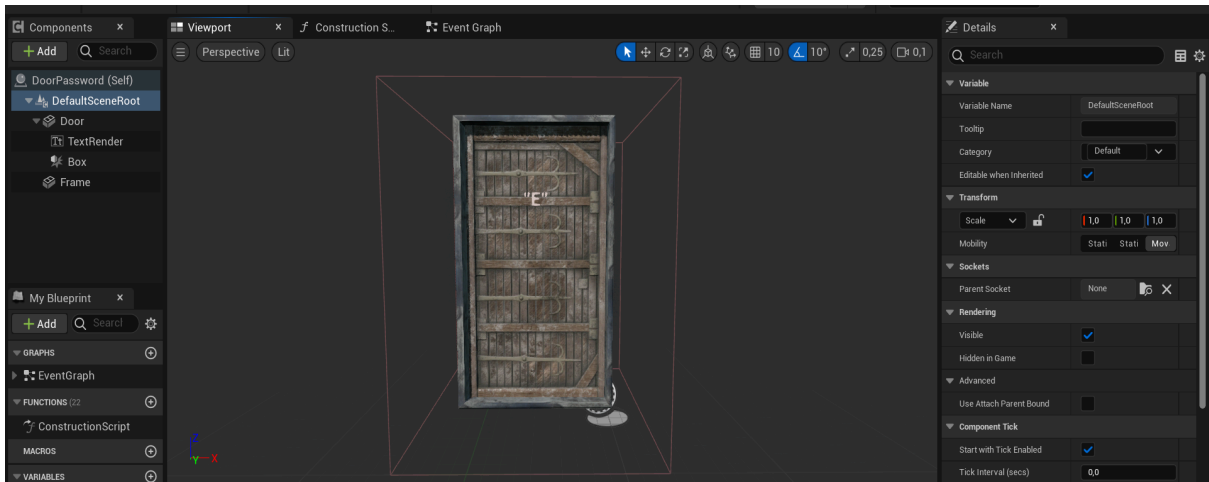 Components
+ Add
Search
DoorPassword (Self)
DefaultSceneRoot
Door
TextRender
Box
Frame
My Blueprint
+ Add
Searcl
GRAPHS
EventGraph
FUNCTIONS (22
ConstructionScript
MACROS
VARIABLES
Viewport
Construction S...
Event Graph
Perspective
Lit
10
10°
0,25
0,1
"E"
Z
Y
X
Details
Search
Variable
Variable Name
DefaultSceneRoot
Tooltip
Category
Default
Editable when Inherited
Transform
Scale
1,0
1,0
1,0
Mobility
Stati
Stati
Mov
Sockets
Parent Socket
None
Rendering
Visible
Hidden in Game
Advanced
Use Attach Parent Bound
Component Tick
Start with Tick Enabled
Tick Interval (secs)
0,0